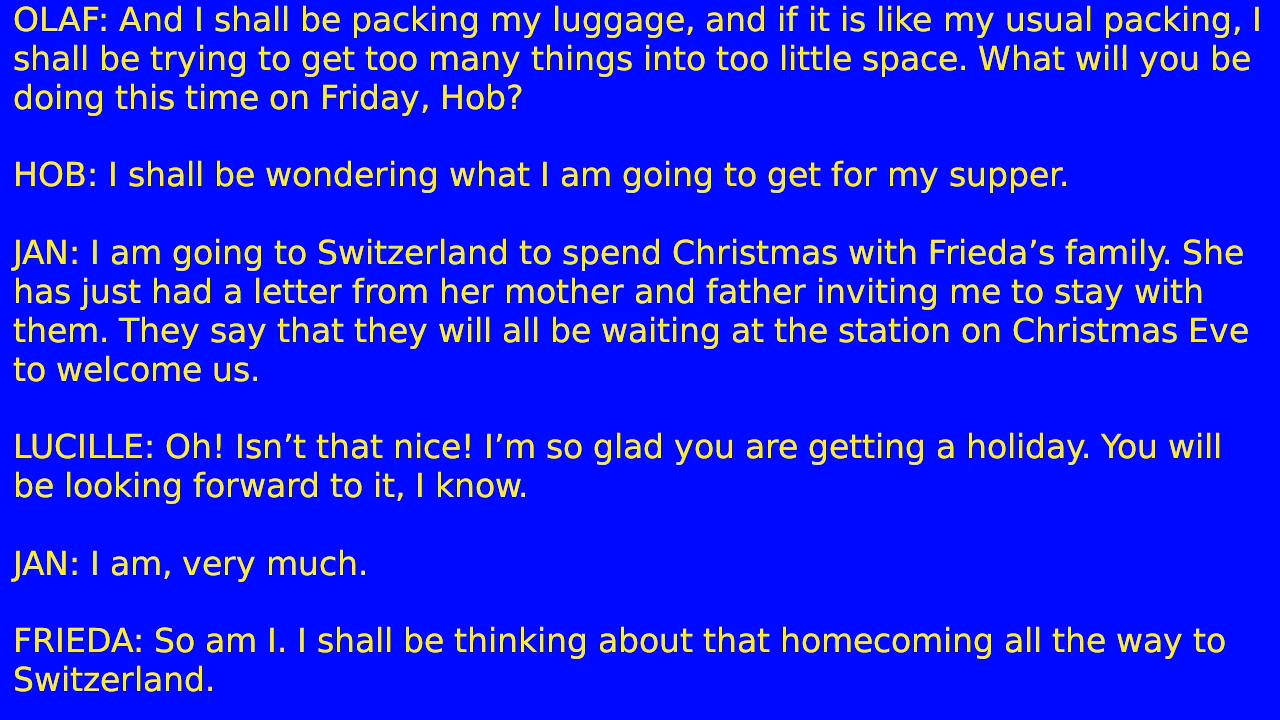 OLAF: And I shall be packing my luggage, and if it is like my usual packing, I
shall be trying to get too many things into too little space. What will you be
doing this time on Friday, Hob?
HOB: I shall be wondering what I am going to get for my supper.
JAN: I am going to Switzerland to spend Christmas with Frieda’s family. She
has just had a letter from her mother and father inviting me to stay with
them. They say that they will all be waiting at the station on Christmas Eve
to welcome us.
LUCILLE: Oh! Isn’t that nice! I’m so glad you are getting a holiday. You will
be looking forward to it, I know.
JAN: I am, very much.
FRIEDA: So am I. I shall be thinking about that homecoming all the way to
Switzerland.